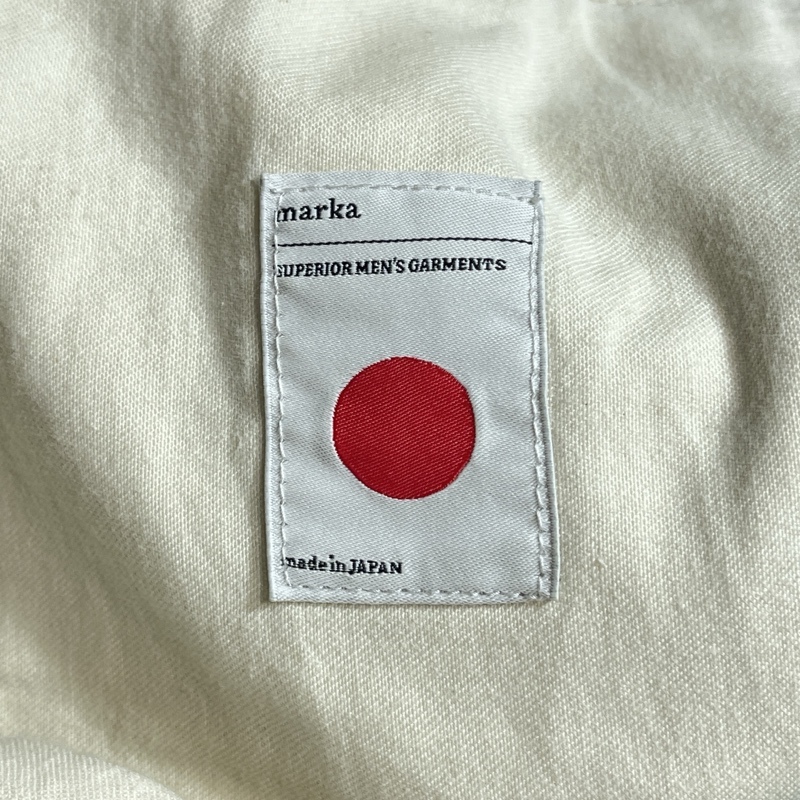 marka
SUPERIOR MEN'S GARMENTS
made in JAPAN